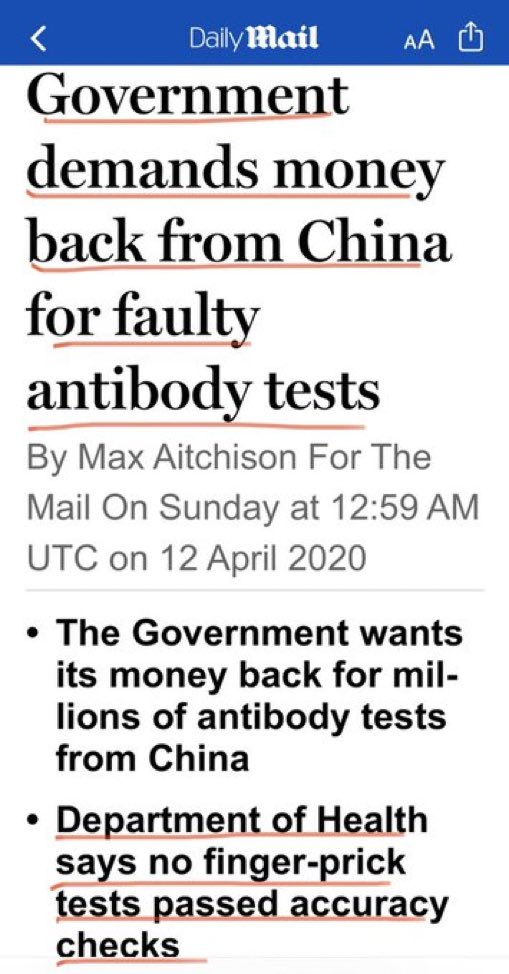 Daily Mail
AA
Government
demands money
back from China
for faulty
antibody tests
By Max Aitchison For The
Mail On Sunday at 12:59 AM
UTC on 12 April 2020
• The Government wants
its money back for mil-
lions of antibody tests
from China
• Department of Health
says no finger-prick
tests passed accuracy
checks